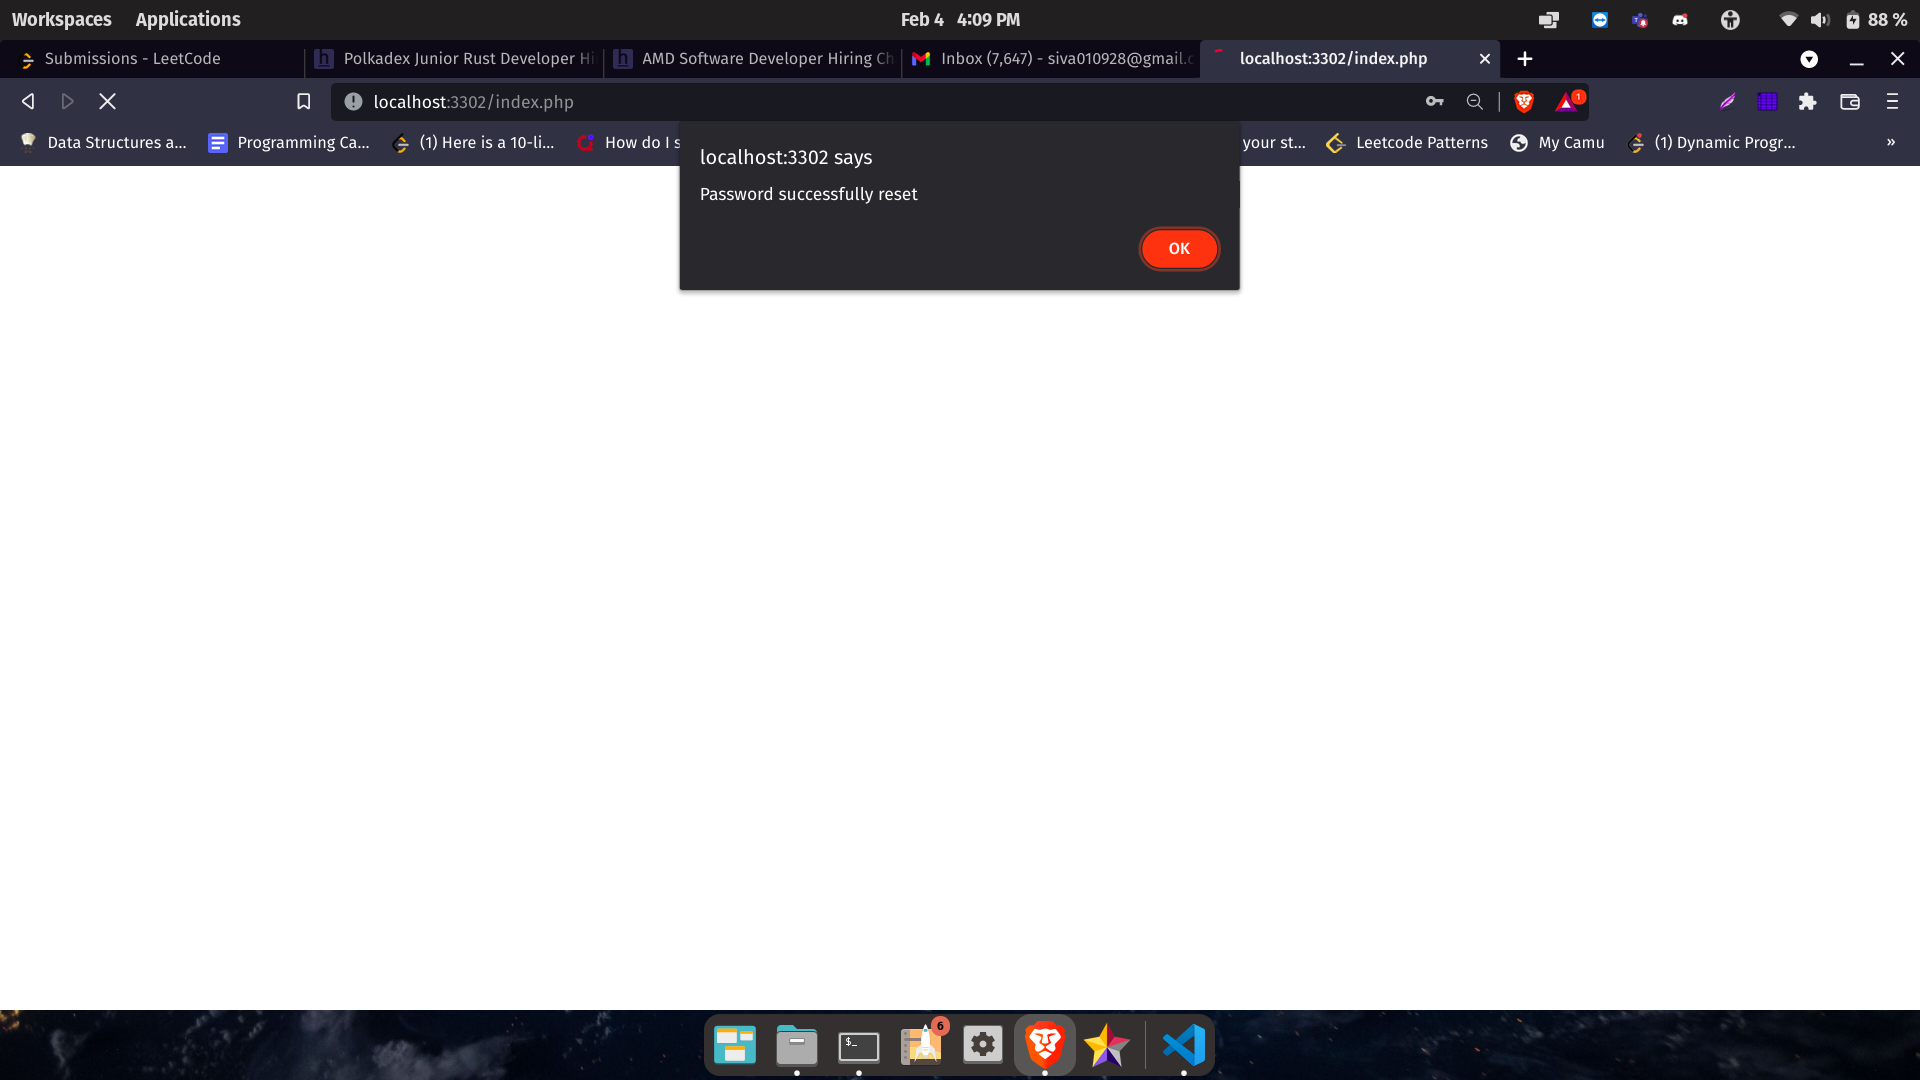 Workspaces Applications Feb 4 4:09 PM 88 %
Submissions - LeetCode Polkadex Junior Rust Developer Hi AMD Software Developer Hiring Ch Inbox (7,647) - siva010928@gmail.c localhost:3302/index.php
localhost:3302/index.php 1
Data Structures a... Programming Ca... (1) Here is a 10-li... How do I s your st... Leetcode Patterns My Camu (1) Dynamic Progr... »
localhost:3302 says
Password successfully reset
OK
$_ 6